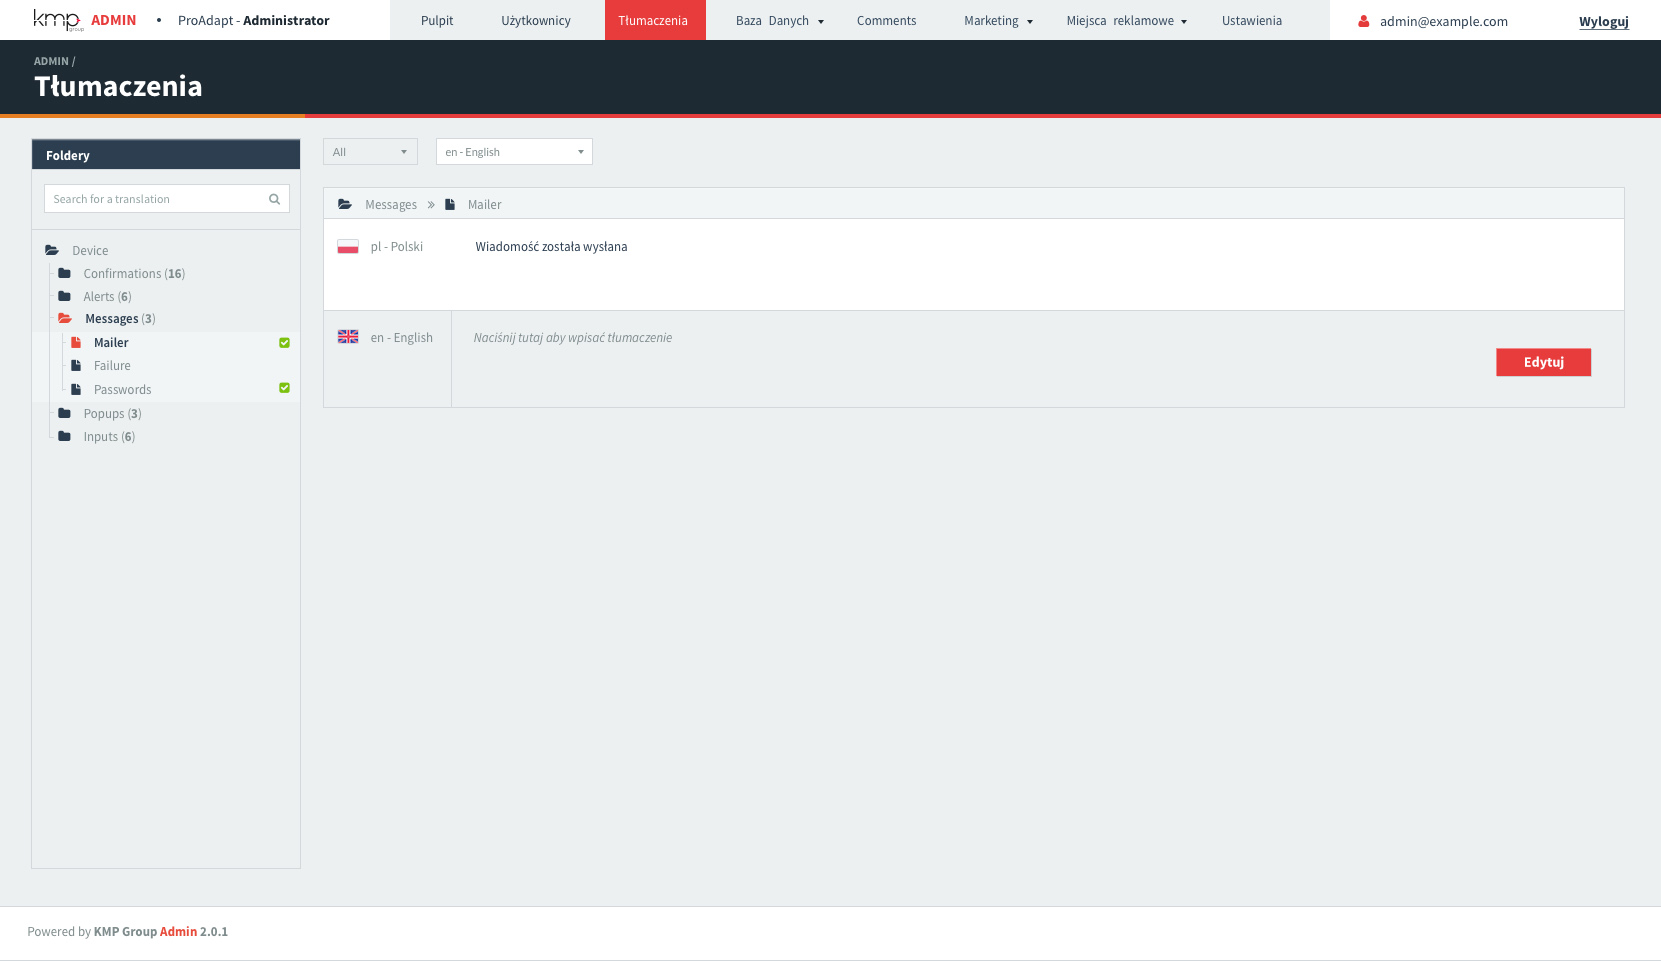 kmp group ADMIN • ProAdapt - Administrator Pulpit Użytkownicy Tłumaczenia Baza Danych Comments Marketing Miejsca reklamowe Ustawienia admin@example.com Wyloguj
ADMIN /
Tłumaczenia
Foldery
Search for a translation
Device
Confirmations (16)
Alerts (6)
Messages (3)
Mailer
Failure
Passwords
Popups (3)
Inputs (6)
All en - English
Messages » Mailer
pl - Polski Wiadomość została wysłana
en - English Naciśnij tutaj aby wpisać tłumaczenie
Edytuj
Powered by KMP Group Admin 2.0.1